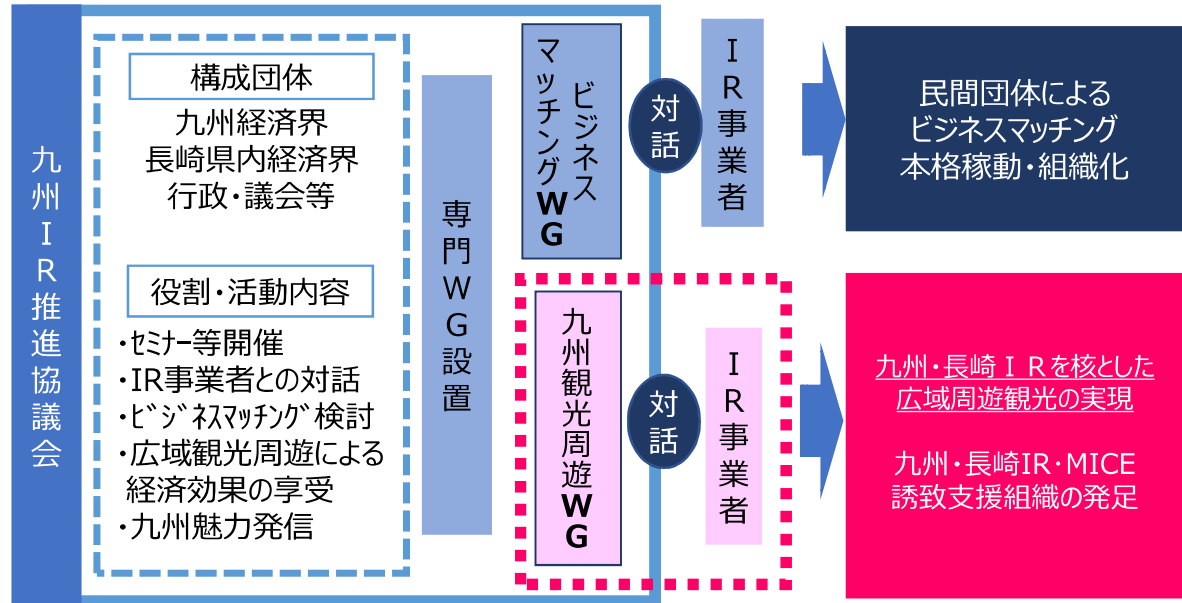 九州ＩＲ推進協議会
構成団体
九州経済界
長崎県内経済界
行政・議会等
役割・活動内容
・ｾﾐﾅｰ等開催
・IR事業者との対話
・ﾋﾞｼﾞﾈｽﾏｯﾁﾝｸﾞ検討
・広域観光周遊による
経済効果の享受
・九州魅力発信
専門ＷＧ設置
ビジネス
マッチングWG
対話
ＩＲ事業者
民間団体による
ビジネスマッチング
本格稼動・組織化
九州観光周遊WG
対話
ＩＲ事業者
九州・長崎ＩＲを核とした
広域周遊観光の実現
九州・長崎IR・MICE
誘致支援組織の発足